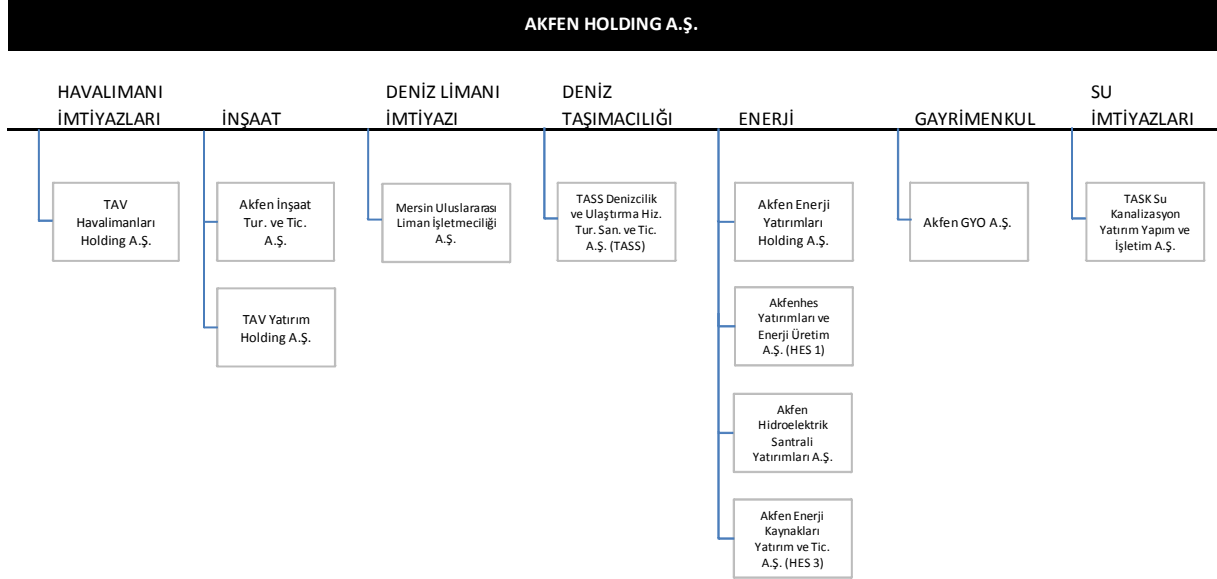 AKFEN HOLDING A.Ş.
HAVALIMANI
İMTİYAZLARI
İNŞAAT
DENİZ LİMANI
İMTİYAZI
DENİZ
TAŞIMACILIĞI
ENERJİ
GAYRİMENKUL
SU
İMTİYAZLARI
TAV
Havalimanları
Holding A.Ş.
Akfen İnşaat
Tur. ve Tic.
A.Ş.
TAV Yatırım
Holding A.Ş.
Mersin Uluslararası
Liman İşletmeciliği
A.Ş.
TASS Denizcilik
ve Ulaştırma Hiz.
Tur. San. ve Tic.
A.Ş. (TASS)
Akfen Enerji
Yatırımları
Holding A.Ş.
Akfenhes
Yatırımları ve
Enerji Üretim
A.Ş. (HES 1)
Akfen
Hidroelektrik
Santrali
Yatırımları A.Ş.
Akfen Enerji
Kaynakları
Yatırım ve Tic.
A.Ş. (HES 3)
Akfen GYO A.Ş.
TASK Su
Kanalizasyon
Yatırım Yapım ve
İşletim A.Ş.